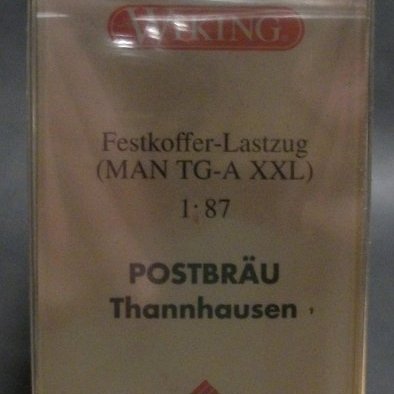 WIKING
Festkoffer-Lastzug
(MAN TG-A XXL)
1:87
POSTBRÄU
Thannhausen